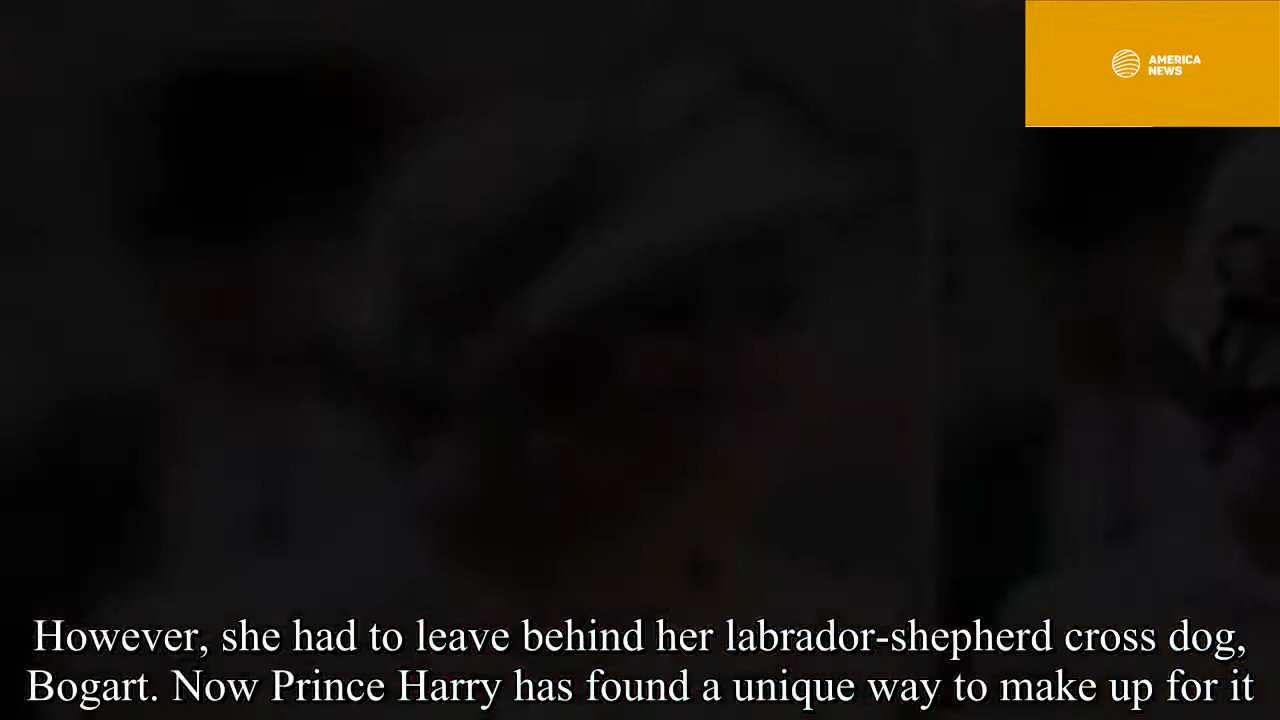 AMERICA
NEWS
However, she had to leave behind her labrador-shepherd cross dog,
Bogart. Now Prince Harry has found a unique way to make up for it